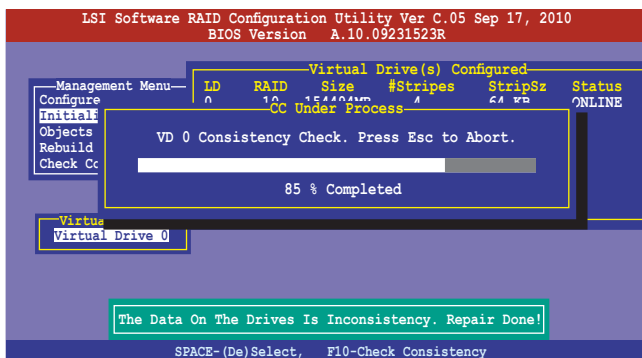 LSI Software RAID Configuration Utility Ver C.05 Sep 17, 2010
BIOS Version A.10.09231523R
Virtual Drive(s) Configured
Management Menu
LD RAID Size #Stripes StripSz Status
Configure
0 10 154494MB 4 64 KB ONLINE
CC Under Process
Initiali
Objects
Rebuild
Check Co
VD 0 Consistency Check. Press Esc to Abort.
85 % Completed
Virtua
Virtual Drive 0
The Data On The Drives Is Inconsistency. Repair Done!
SPACE-(De)Select, F10-Check Consistency